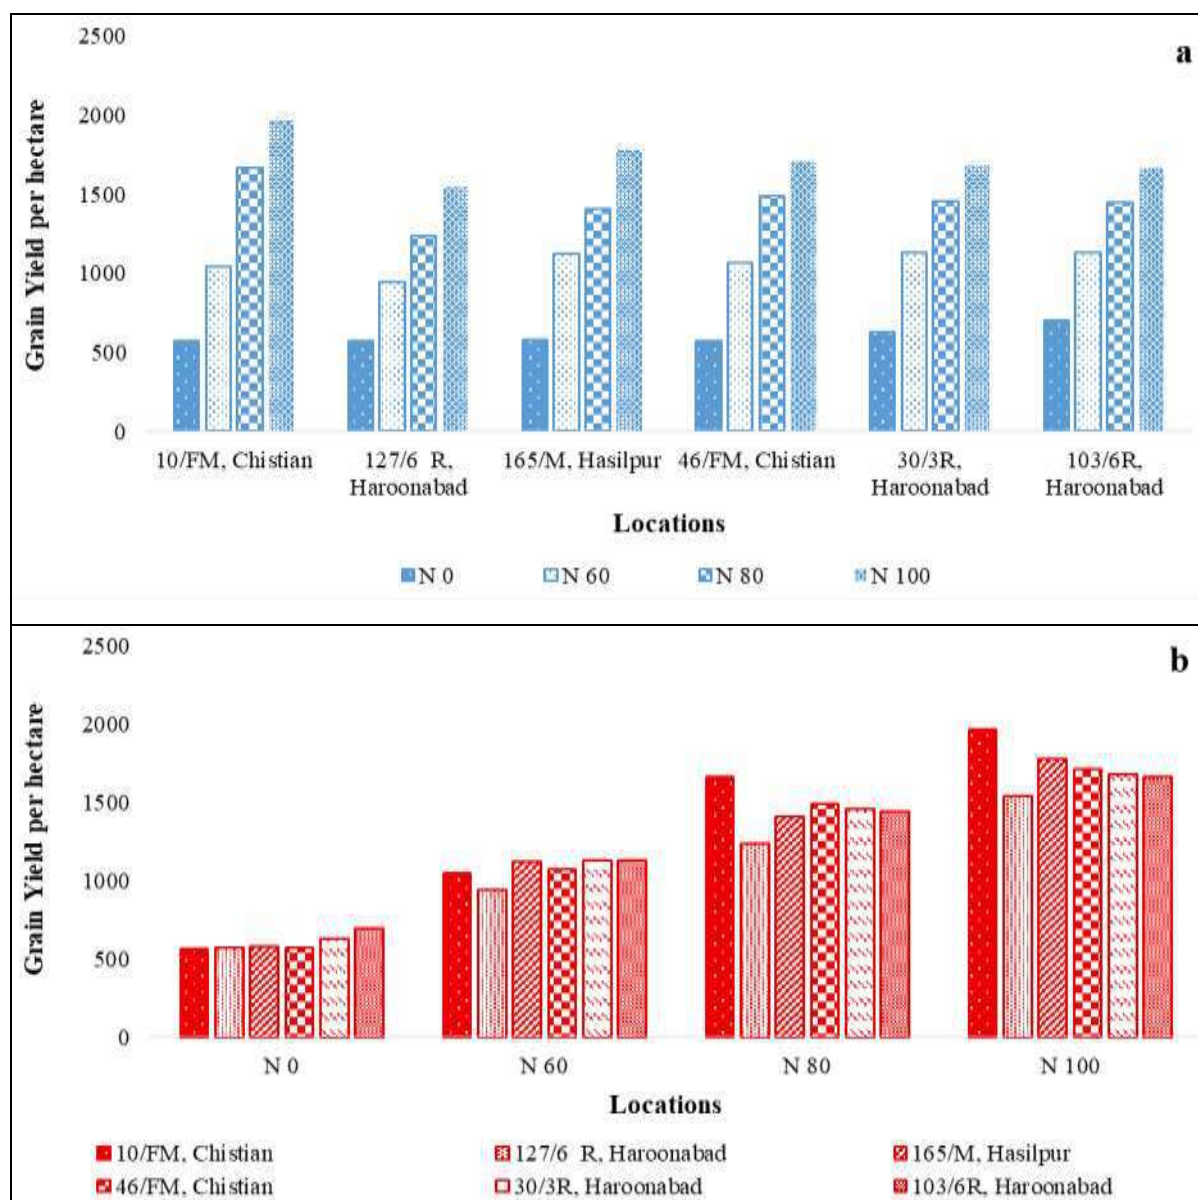 a
2500
2000
1500
1000
500
0
Grain Yield per hectare
10/FM, Chistian
127/6 R,
Haroonabad
165/M, Hasilpur
46/FM, Chistian
30/3R,
Haroonabad
103/6R,
Haroonabad
Locations
N 0 N 60 N 80 N 100
b
2500
2000
1500
1000
500
0
Grain Yield per hectare
N 0 N 60 N 80 N 100
Locations
10/FM, Chistian 127/6 R, Haroonabad 165/M, Hasilpur
46/FM, Chistian 30/3R, Haroonabad 103/6R, Haroonabad